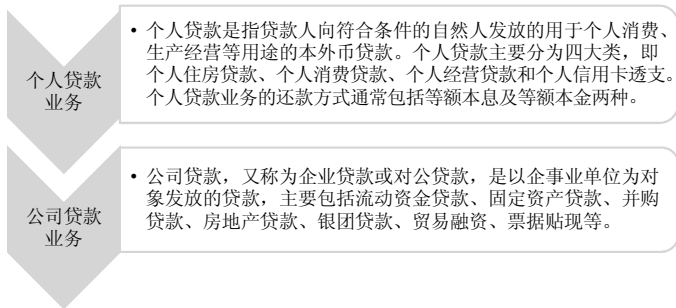 个人贷款
业务
• 个人贷款是指贷款人向符合条件的自然人发放的用于个人消费、
生产经营等用途的本外币贷款。个人贷款主要分为四大类，即
个人住房贷款、个人消费贷款、个人经营贷款和个人信用卡透支。
个人贷款业务的还款方式通常包括等额本息及等额本金两种。
公司贷款
业务
• 公司贷款，又称为企业贷款或对公贷款，是以企事业单位为对
象发放的贷款，主要包括流动资金贷款、固定资产贷款、并购
贷款、房地产贷款、银团贷款、贸易融资、票据贴现等。